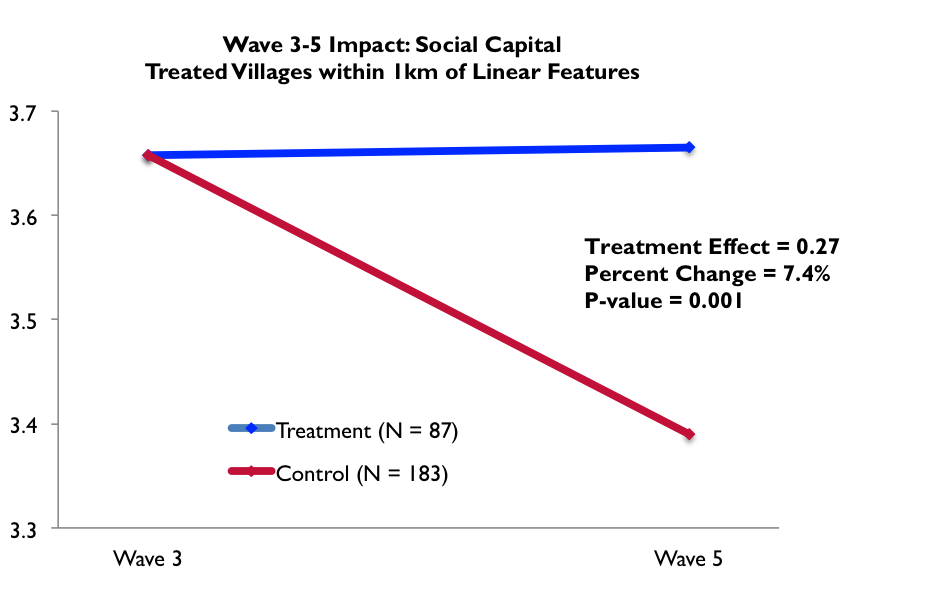 Wave 3-5 Impact: Social Capital
Treated Villages within 1km of Linear Features
3.7
3.6
3.5
3.4
3.3
Treatment Effect = 0.27
Percent Change = 7.4%
P-value = 0.001
Treatment (N = 87)
Control (N = 183)
Wave 3
Wave 5